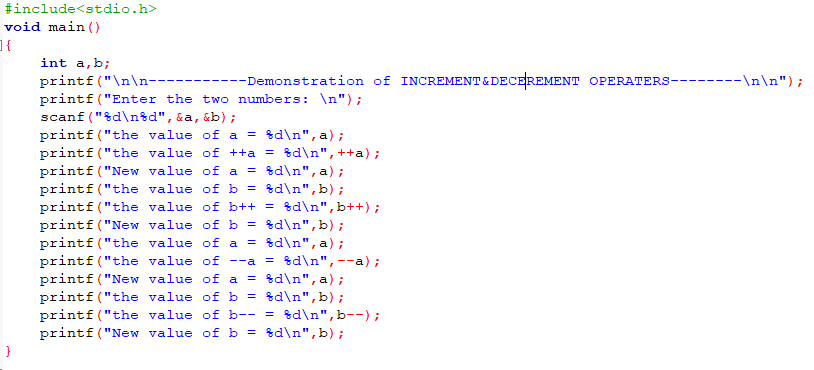 #include<stdio.h>
void main()
{
int a,b;
printf("\n\n-----------Demonstration of INCREMENT&DECEREMENT OPERATERS--------\n\n");
printf("Enter the two numbers: \n");
scanf("%d\n%d",&a,&b);
printf("the value of a = %d\n",a);
printf("the value of ++a = %d\n",++a);
printf("New value of a = %d\n",a);
printf("the value of b = %d\n",b);
printf("the value of b++ = %d\n",b++);
printf("New value of b = %d\n",b);
printf("the value of a = %d\n",a);
printf("the value of --a = %d\n",--a);
printf("New value of a = %d\n",a);
printf("the value of b = %d\n",b);
printf("the value of b-- = %d\n",b--);
printf("New value of b = %d\n",b);
}